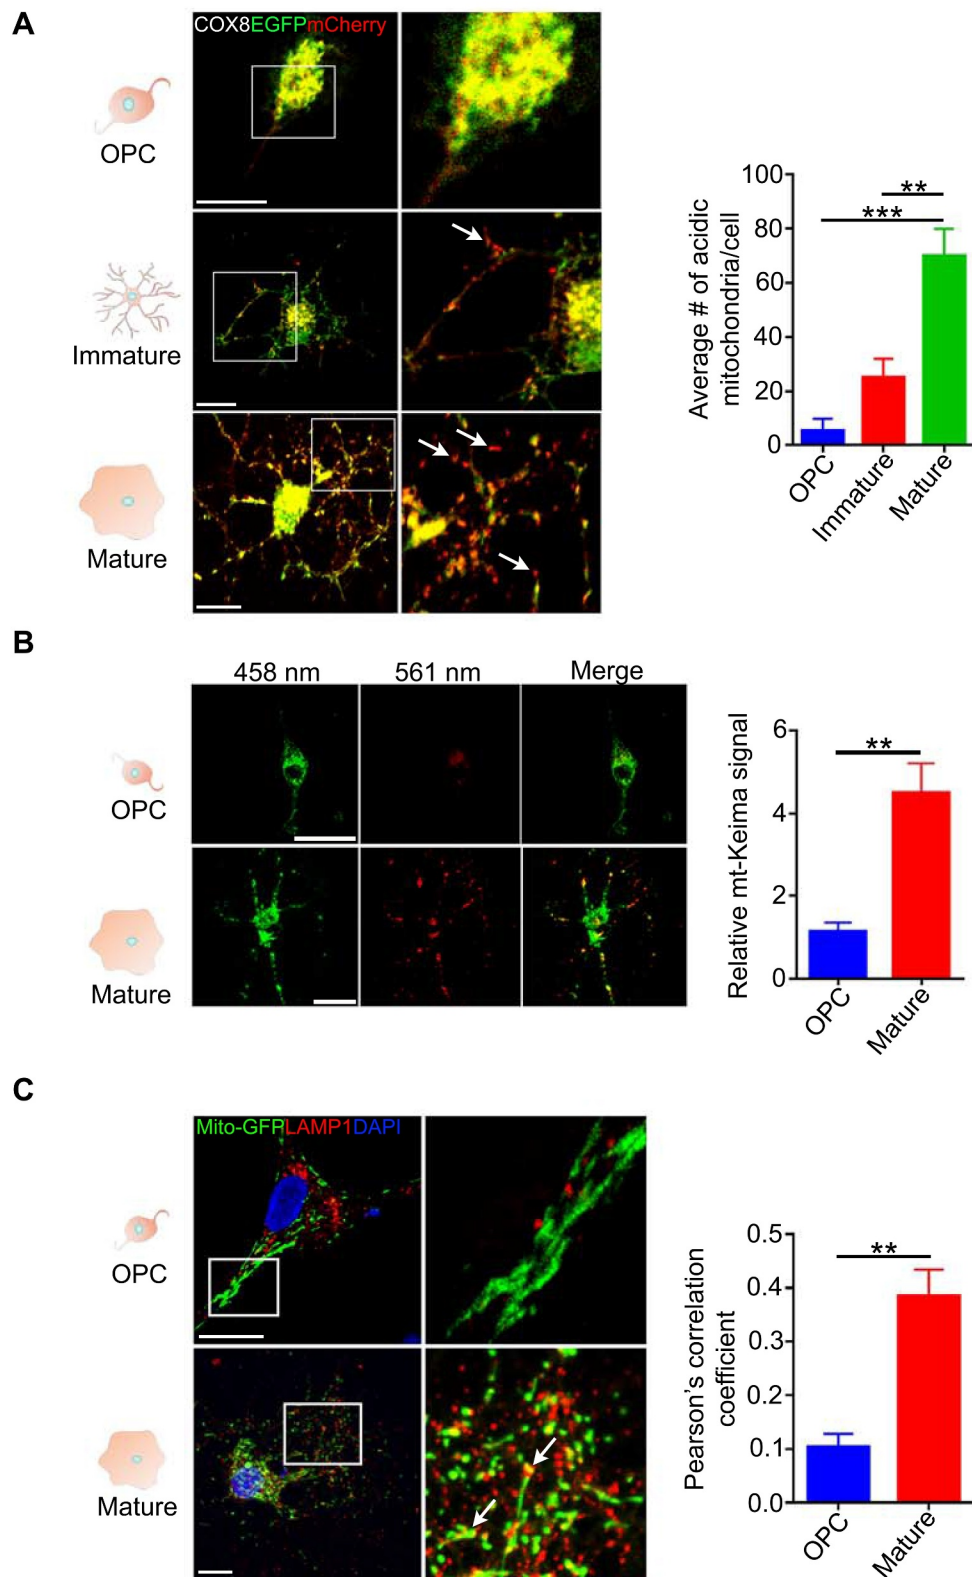 A
COX8EGFPmCherry
OPC
Immature
Mature
Average # of acidic
mitochondria/cell
100
80
60
40
20
0
**
***
OPC
Immature
Mature
B
458 nm
561 nm
Merge
OPC
Mature
Relative mt-Keima signal
6
4
2
0
**
OPC
Mature
C
Mito-GFPLAMP1DAPI
OPC
Mature
Pearson's correlation
coefficient
0.5
0.4
0.3
0.2
0.1
0.0
**
OPC
Mature